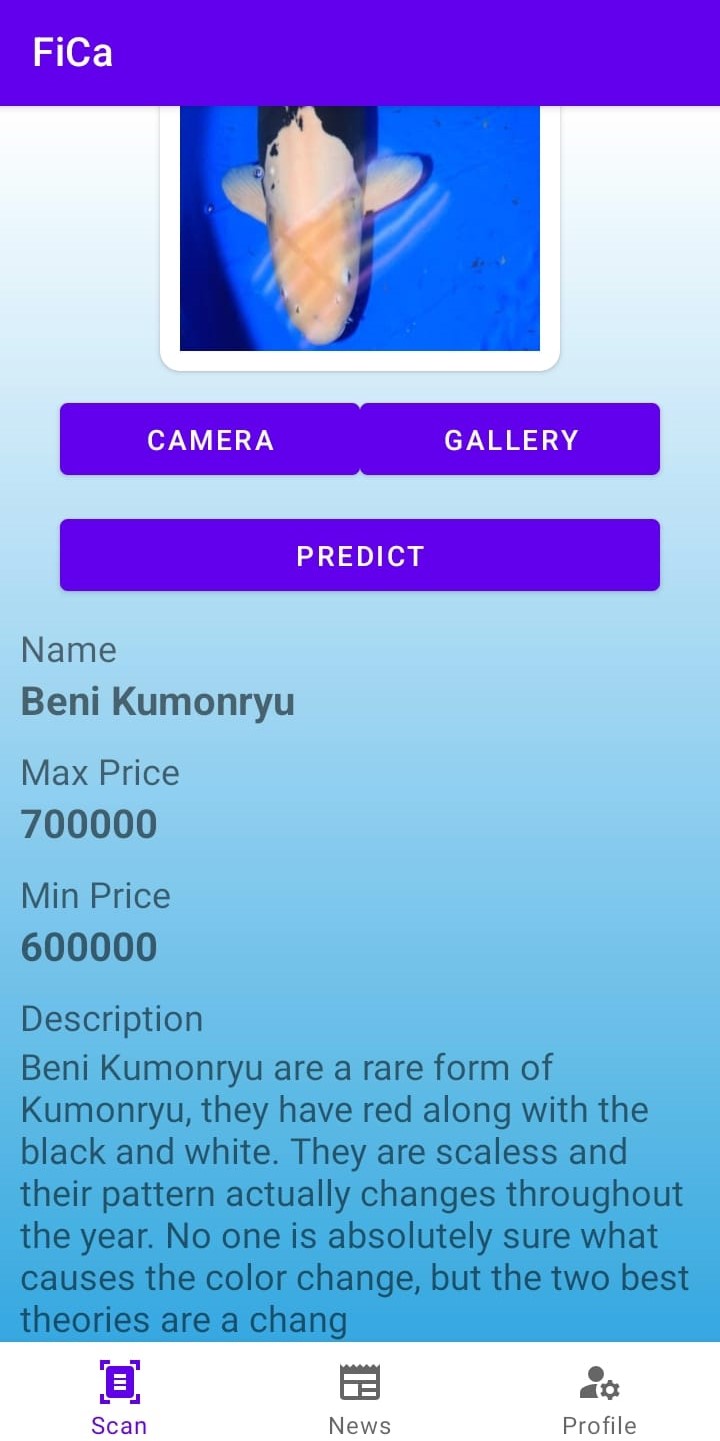 FiCa
CAMERA GALLERY
PREDICT
Name
Beni Kumonryu
Max Price
700000
Min Price
600000
Description
Beni Kumonryu are a rare form of
Kumonryu, they have red along with the
black and white. They are scaless and
their pattern actually changes throughout
the year. No one is absolutely sure what
causes the color change, but the two best
theories are a chang
Scan News Profile